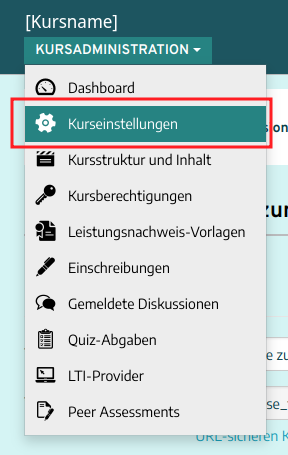 [Kursname]
KURSADMINISTRATION
Dashboard
Kurseinstellungen
Kursstruktur und Inhalt
Kursberechtigungen
Leistungsnachweis-Vorlagen
Einschreibungen
Gemeldete Diskussionen
Quiz-Abgaben
LTI-Provider
Peer Assessments
sion
zur
e zu
se_
URL-sicheren K